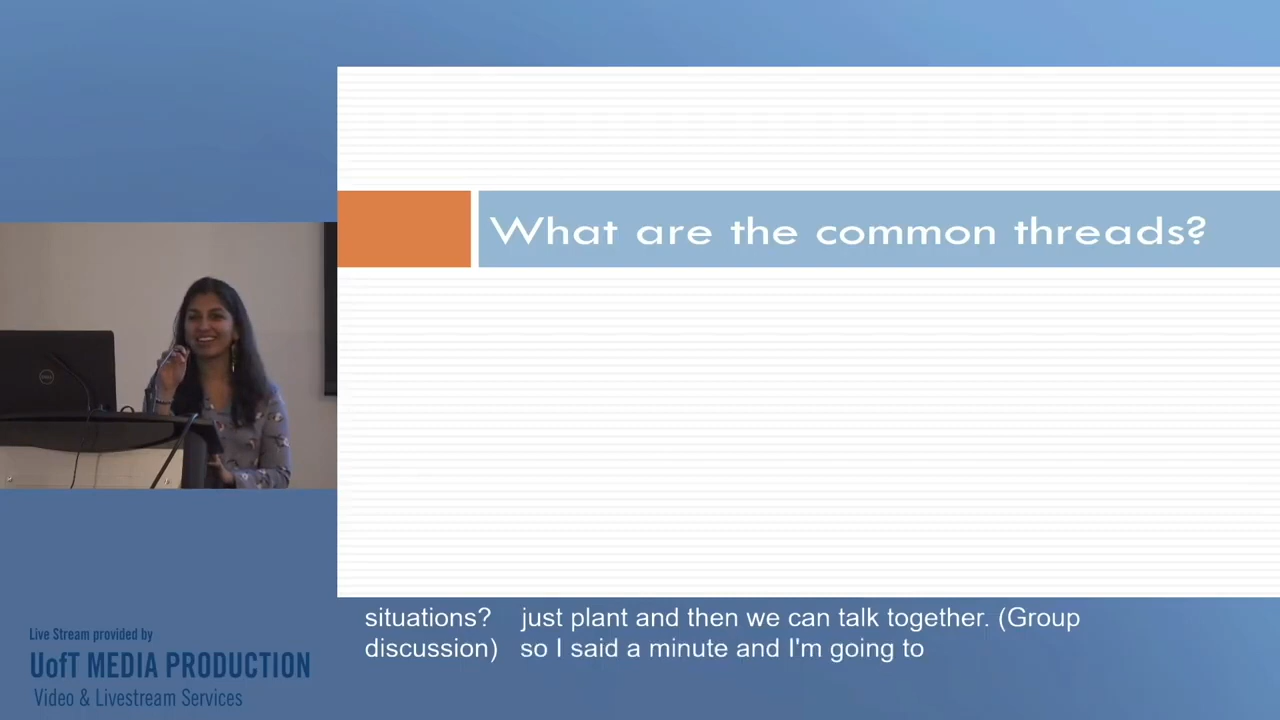 What are the common threads?
situations? just plant and then we can talk together. (Group
discussion) so I said a minute and I'm going to
Live Stream provided by
UofT MEDIA PRODUCTION
Video & Livestream Services